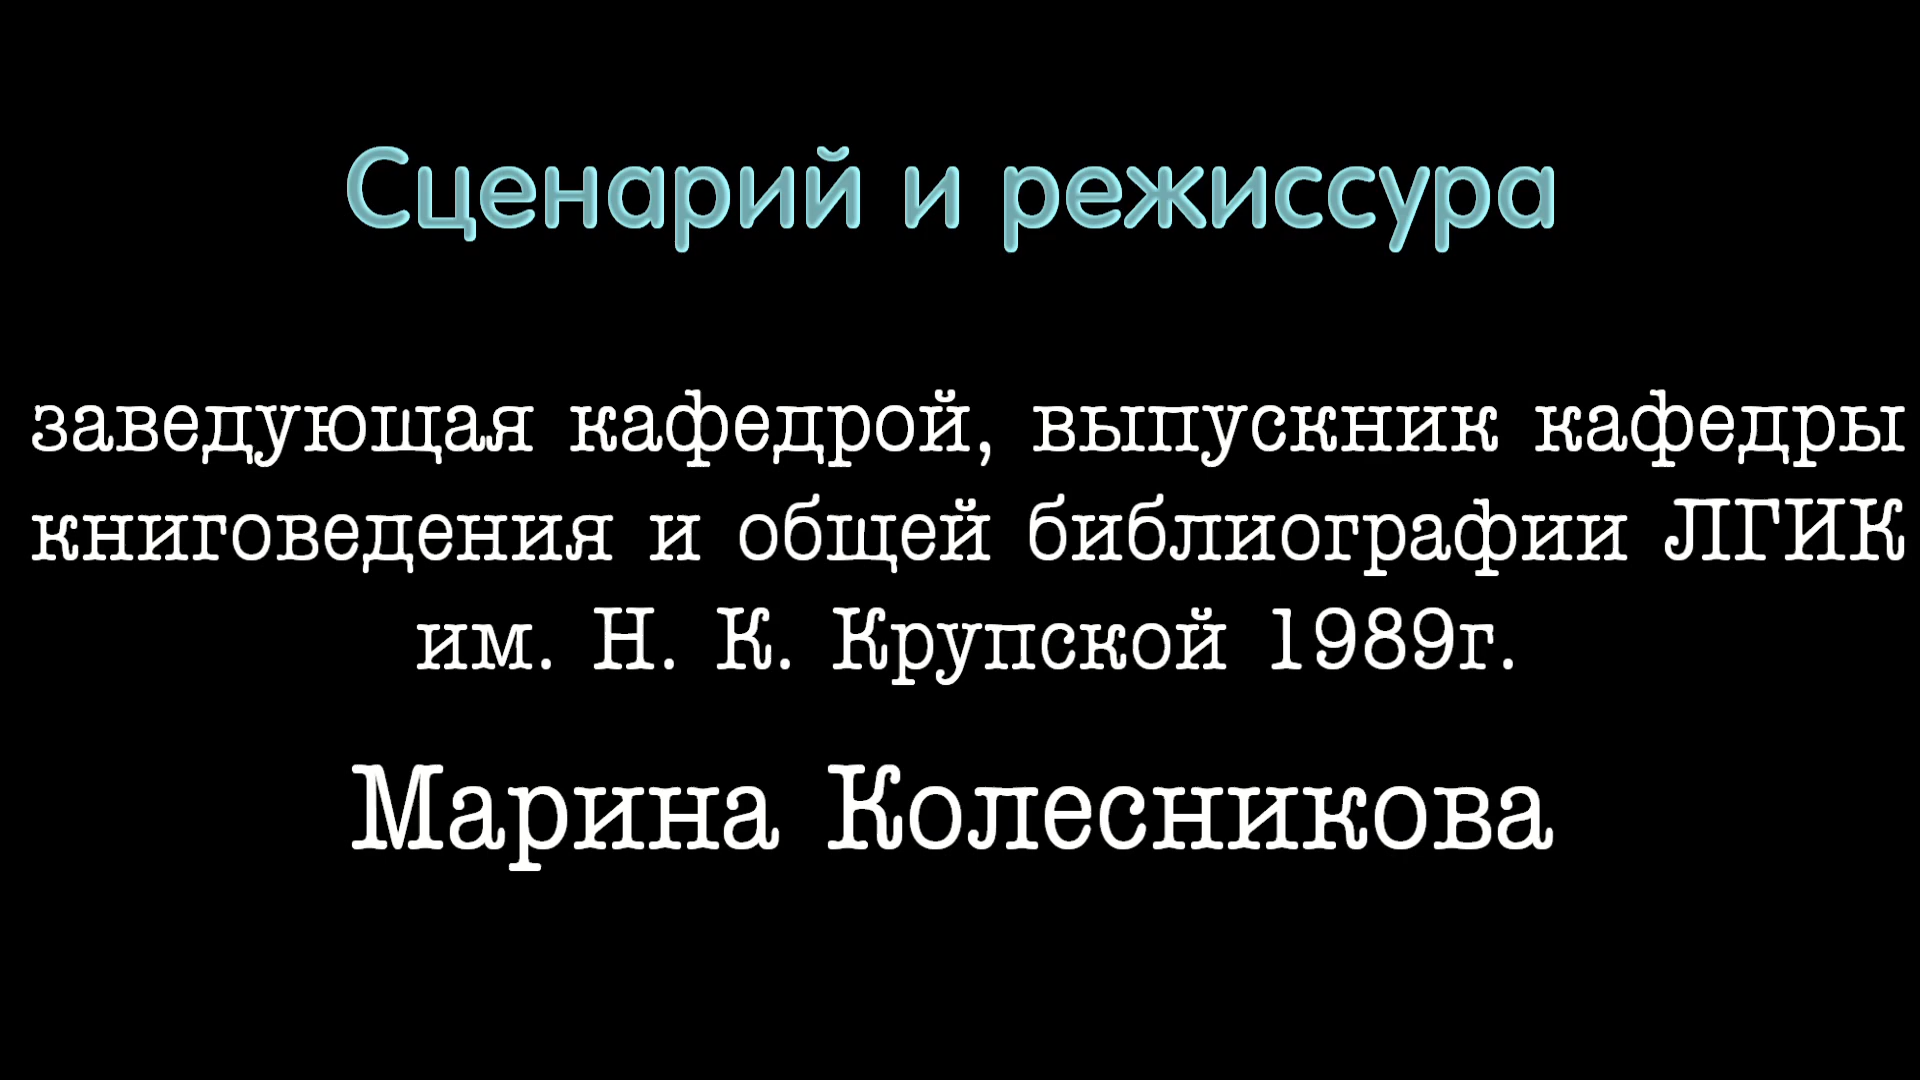 Сценарий и режиссура
заведующая кафедрой, выпускник кафедры
книговедения и общей библиографии ЛГИК
им. Н. К. Крупской 1989г.
Марина Колесникова